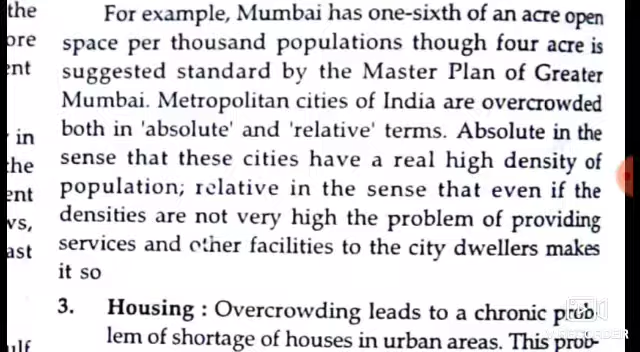 the
ore
ent
in
the
ent
vs,
ast
ulf
For example, Mumbai has one-sixth of an acre open
space per thousand populations though four acre is
suggested standard by the Master Plan of Greater
Mumbai. Metropolitan cities of India are overcrowded
both in 'absolute' and 'relative' terms. Absolute in the
sense that these cities have a real high density of
population; relative in the sense that even if the
densities are not very high the problem of providing
services and other facilities to the city dwellers makes
it so
3. Housing : Overcrowding leads to a chronic prob-
lem of shortage of houses in urban areas. This prob-